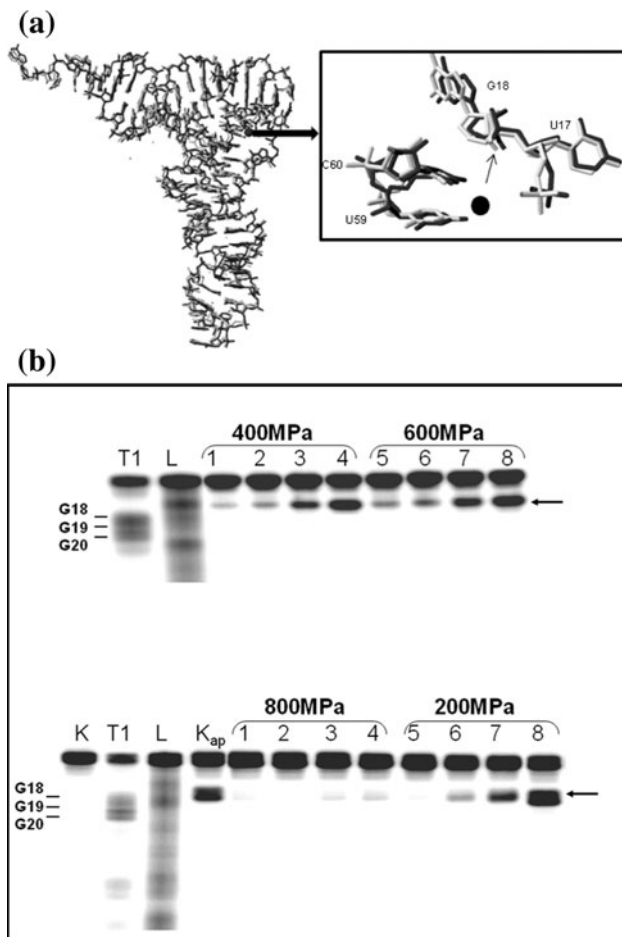 (a)
G18
U17
C60
U59
(b)
400MPa 600MPa
T1 L 1 2 3 4 5 6 7 8
G18
G19
G20
800MPa 200MPa
K T1 L Kap 1 2 3 4 5 6 7 8
G18
G19
G20